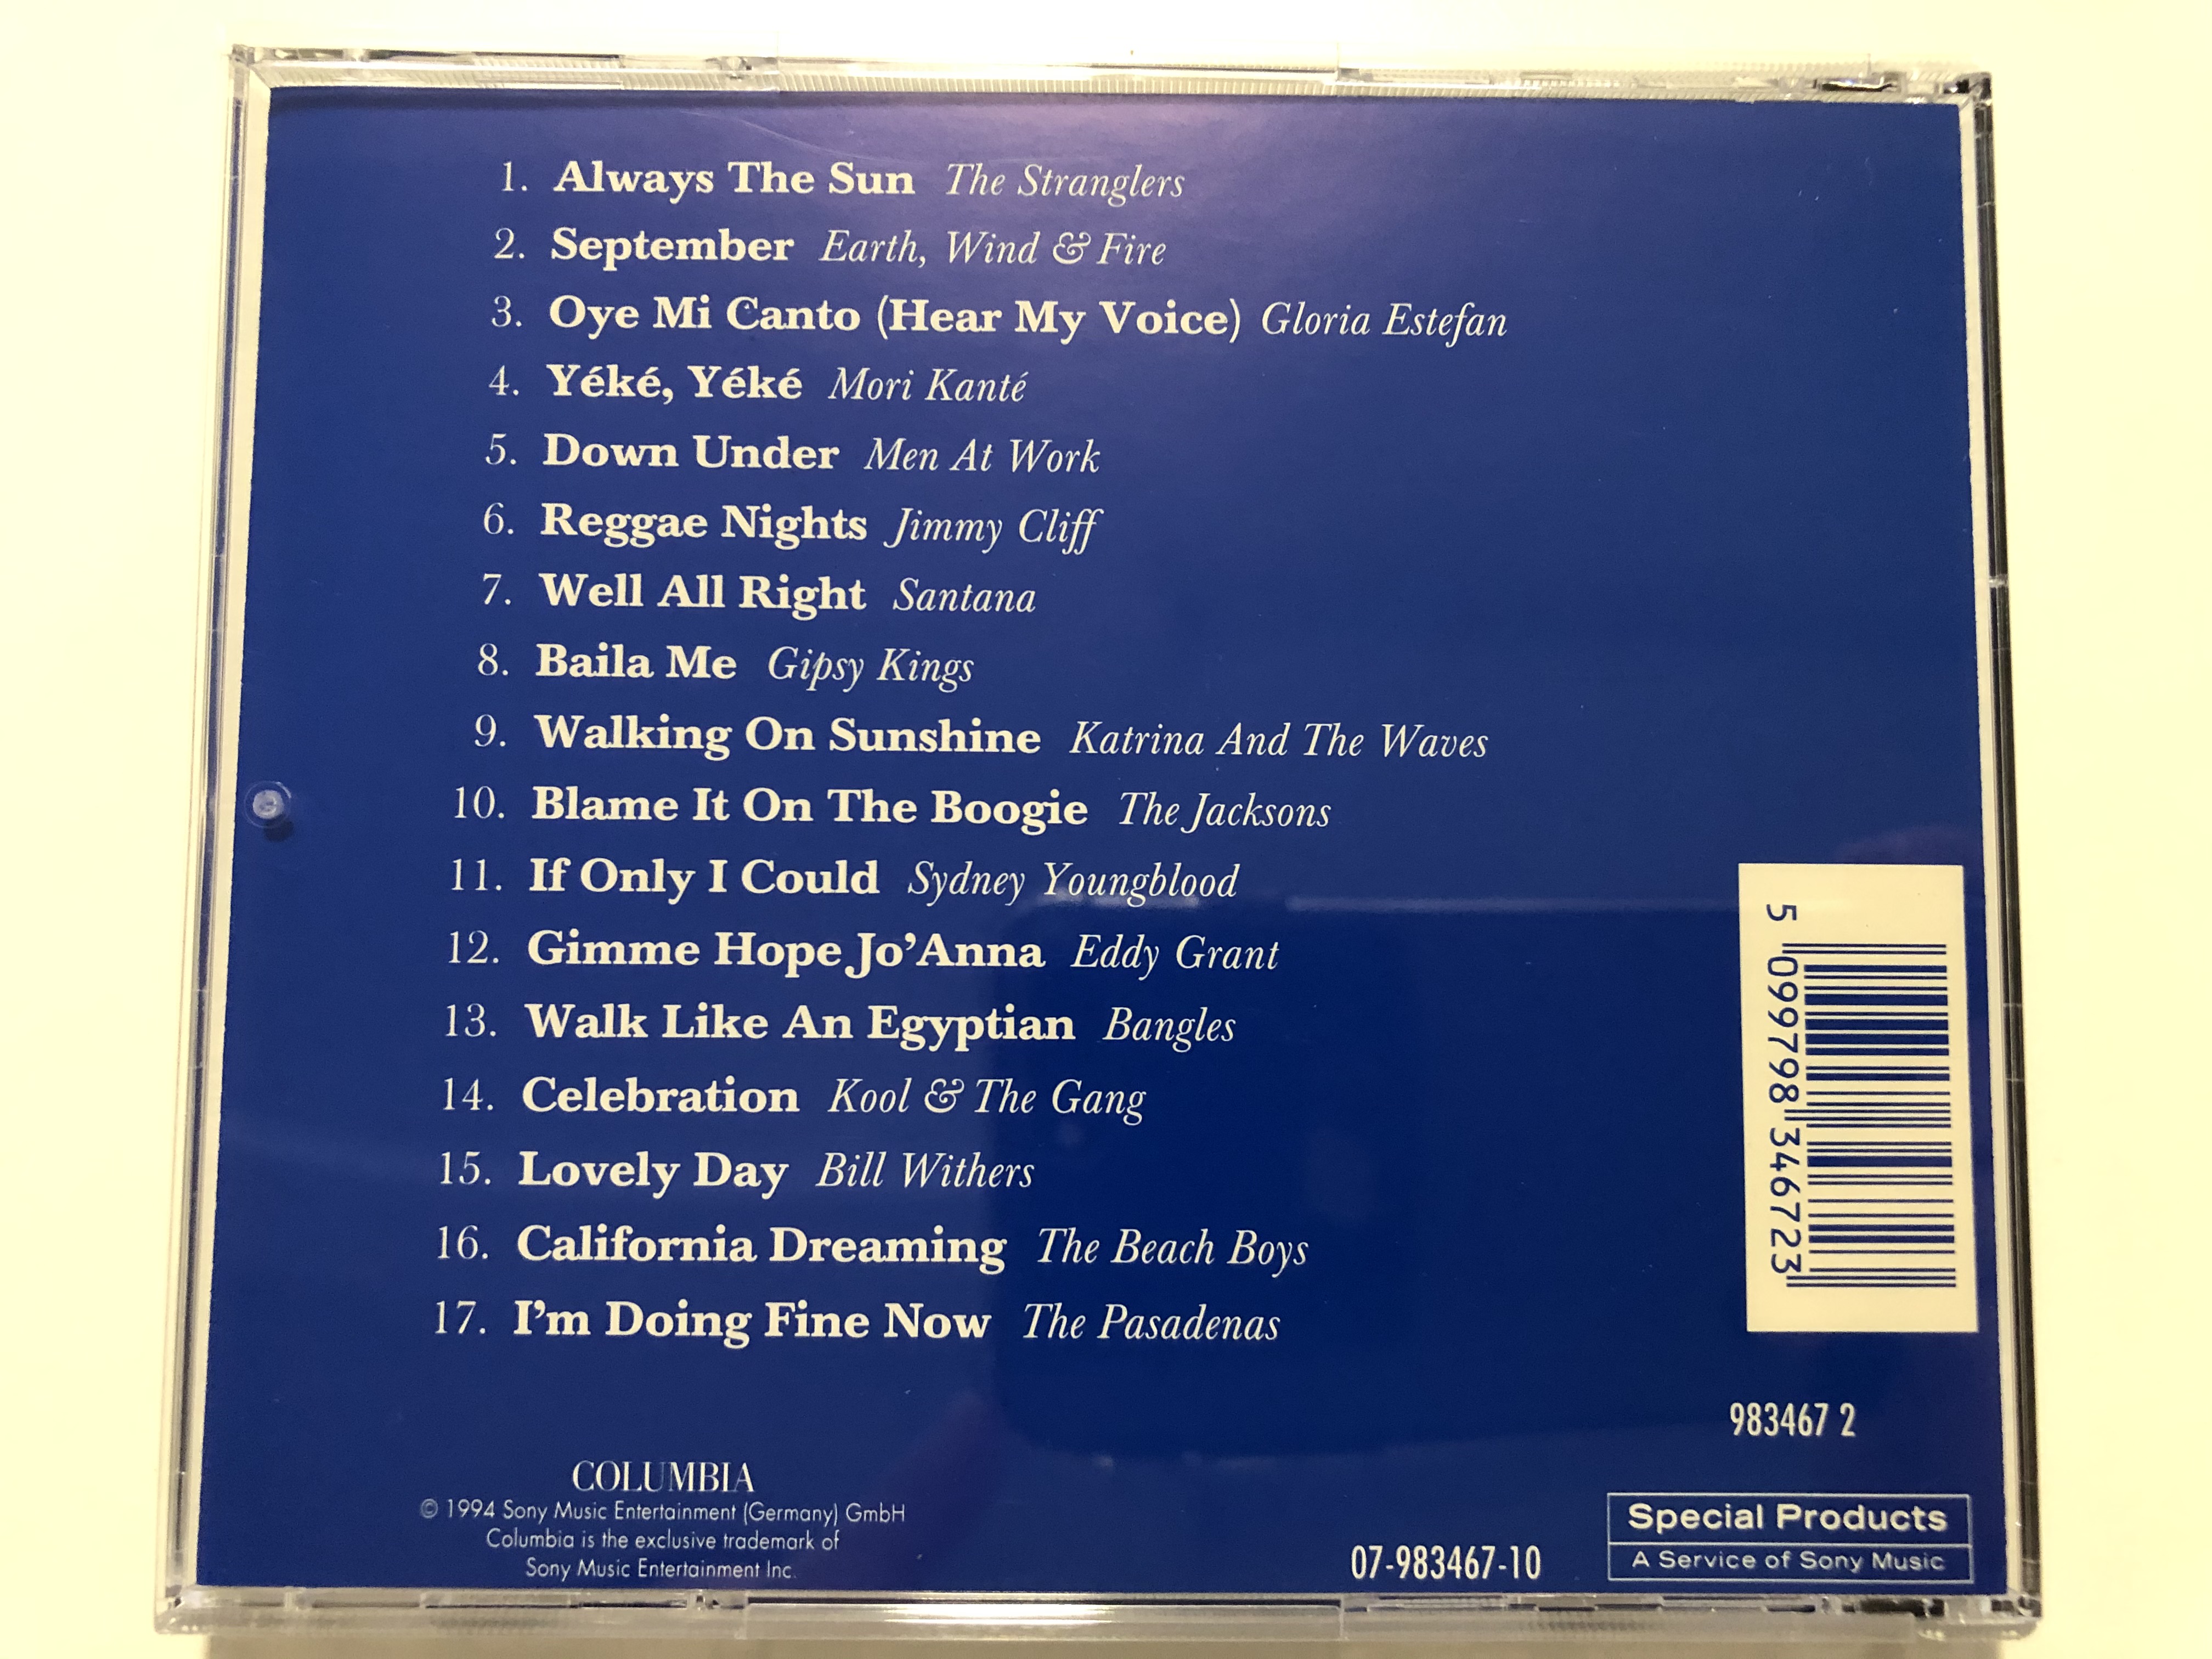 1. Always The Sun The Stranglers
2. September Earth, Wind & Fire
3. Oye Mi Canto (Hear My Voice) Gloria Estefan
4. Yéké, Yéké Mori Kanté
5. Down Under Men At Work
6. Reggae Nights Jimmy Cliff
7. Well All Right Santana
8. Baila Me Gipsy Kings
9. Walking On Sunshine Katrina And The Waves
10. Blame It On The Boogie The Jacksons
11. If Only I Could Sydney Youngblood
12. Gimme Hope Jo’Anna Eddy Grant
13. Walk Like An Egyptian Bangles
14. Celebration Kool & The Gang
15. Lovely Day Bill Withers
16. California Dreaming The Beach Boys
17. I’m Doing Fine Now The Pasadenas
5 099798 346723
983467 2
COLUMBIA
© 1994 Sony Music Entertainment (Germany) GmbH
Columbia is the exclusive trademark of
Sony Music Entertainment Inc.
07-983467-10
Special Products
A Service of Sony Music